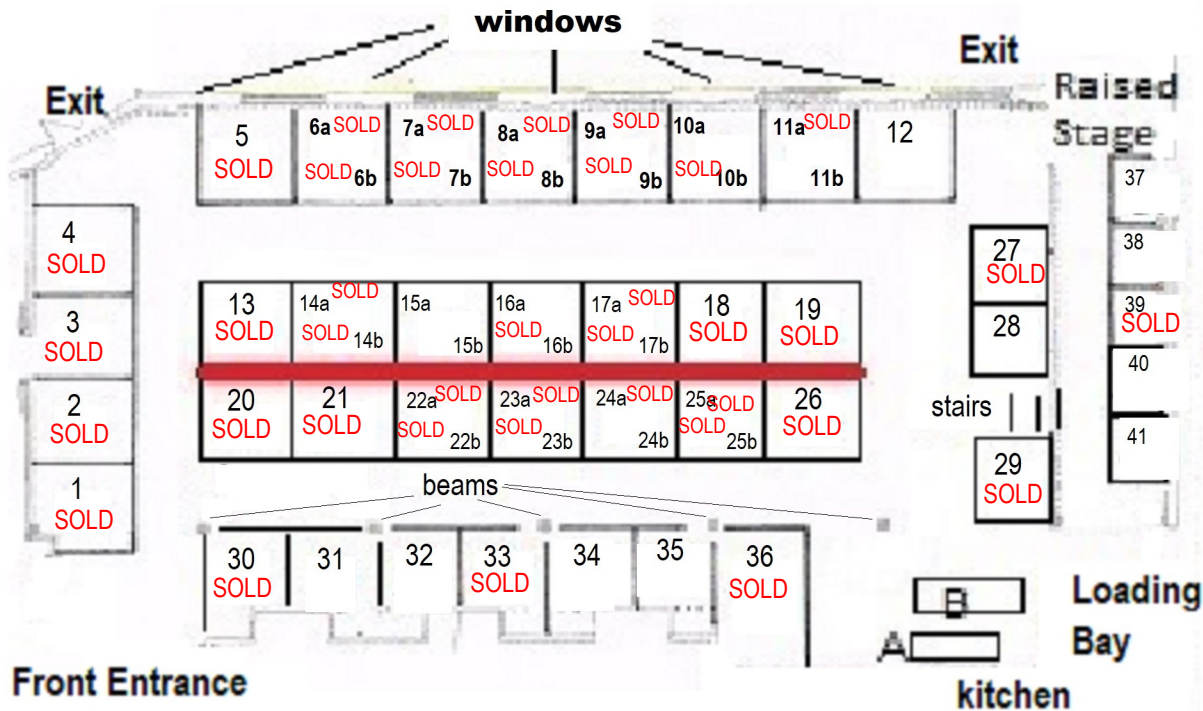 windows
Exit
Exit
Raised
Stage
5
SOLD
6a SOLD
SOLD 6b
7a SOLD
SOLD 7b
8a SOLD
SOLD 8b
9a SOLD
SOLD
9b
10a
SOLD
10b
11a SOLD
11b
12
37
38
39
SOLD
40
41
4
SOLD
3
SOLD
2
SOLD
1
SOLD
13
SOLD
14a SOLD
SOLD 14b
15a
15b
16a
SOLD
16b
17a SOLD
SOLD 17b
18
SOLD
19
SOLD
20
SOLD
21
SOLD
22a SOLD
SOLD
22b
23a SOLD
SOLD
23b
24a SOLD
24b
25a SOLD
SOLD
25b
26
SOLD
27
SOLD
28
stairs
29
SOLD
beams
30
SOLD
31
32
33
SOLD
34
35
36
SOLD
B
A
Loading
Bay
Front Entrance
kitchen